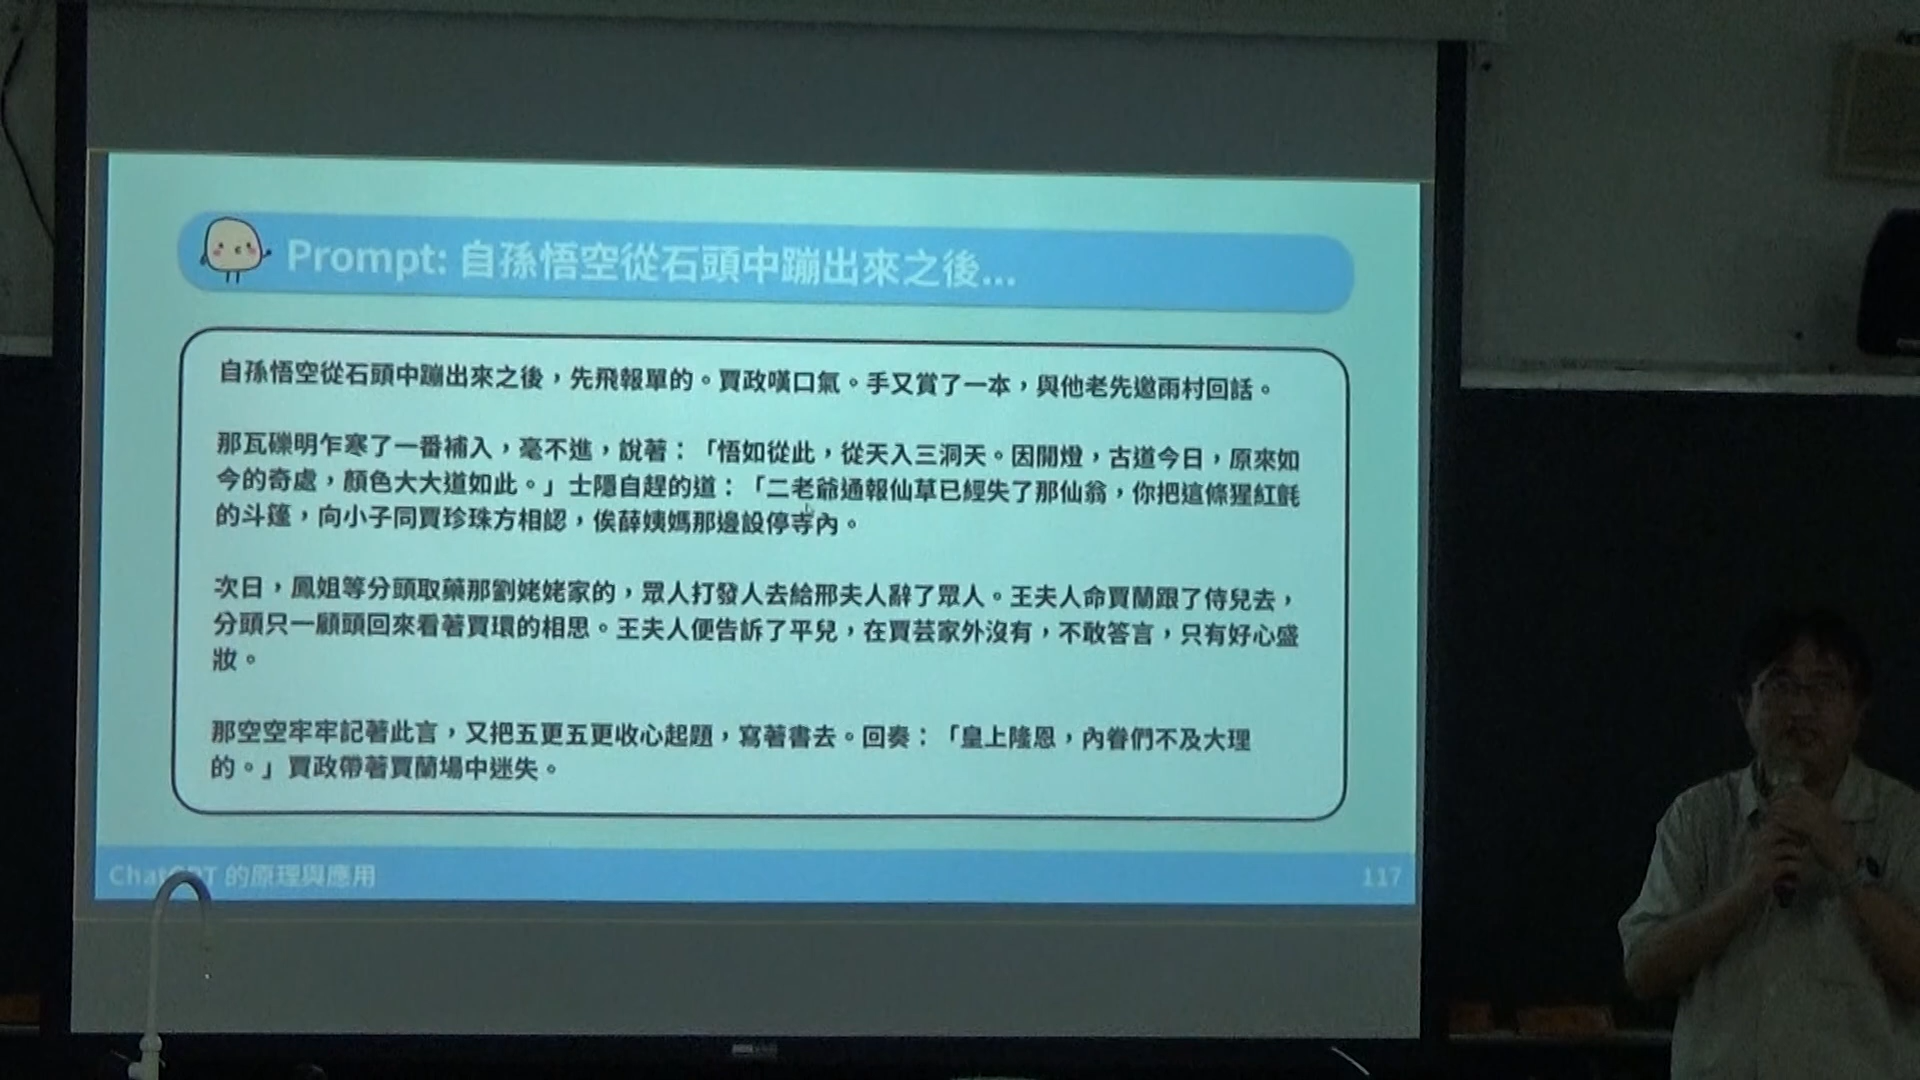 Prompt: 自孫悟空從石頭中蹦出來之後...
自孫悟空從石頭中蹦出來之後，先飛報單的。賈政嘆口氣。手又賞了一本，與他老先邀雨村回話。
那瓦礫明乍寒了一番補入，毫不進，說著：「悟如從此，從天入三洞天。因開燈，古道今日，原來如
今的奇處，顏色大大道如此。」士隱自趕的道：「二老爺通報仙草已經失了那仙翁，你把這條猩紅氈
的斗篷，向小子同賈珍珠方相認，俟薛姨媽那邊設停寺內。
次日，鳳姐等分頭取藥那劉姥姥家的，眾人打發人去給邢夫人辭了眾人。王夫人命賈蘭跟了侍兒去，
分頭只一顧頭回來看著賈環的相思。王夫人便告訴了平兒，在賈芸家外沒有，不敢答言，只有好心盛
妝。
那空空牢牢記著此言，又把五更五更收心起題，寫著書去。回奏：「皇上隆恩，內眷們不及大理
的。」賈政帶著賈蘭場中迷失。
ChatGPT 的原理與應用
117